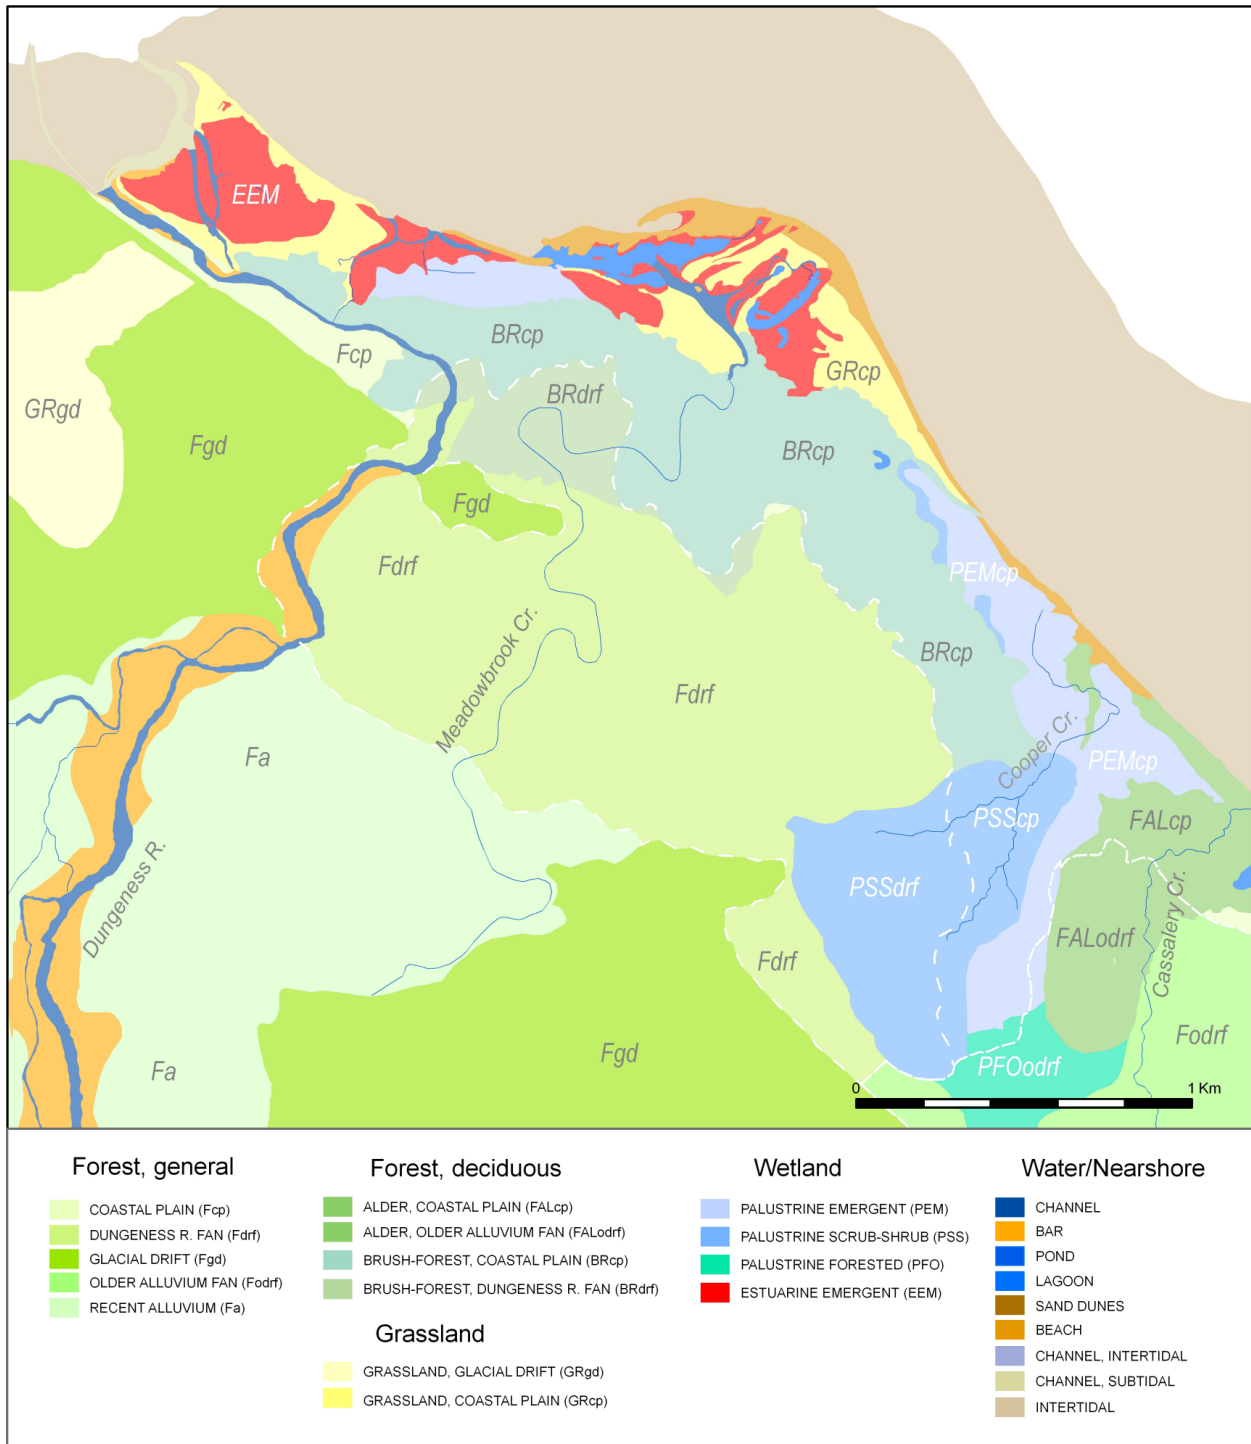 EEM
Fcp
BRcp
BRdrf
GRcp
GRgd
Fgd
BRcp
Fgd
Fdrf
PEMcp
Meadowbrook Cr.
BRcp
Fdrf
Cooper Cr.
Fa
PEMcp
PSScp
FALcp
Dungeness R.
PSSdrf
FALodrf
Cassalery Cr.
Fdrf
Fgd
Fodrf
Fa
PFOodrf
0 1 Km
Forest, general
COASTAL PLAIN (Fcp)
DUNGENESS R. FAN (Fdrf)
GLACIAL DRIFT (Fgd)
OLDER ALLUVIUM FAN (Fodrf)
RECENT ALLUVIUM (Fa)
Forest, deciduous
ALDER, COASTAL PLAIN (FALcp)
ALDER, OLDER ALLUVIUM FAN (FALodrf)
BRUSH-FOREST, COASTAL PLAIN (BRcp)
BRUSH-FOREST, DUNGENESS R. FAN (BRdrf)
Grassland
GRASSLAND, GLACIAL DRIFT (GRgd)
GRASSLAND, COASTAL PLAIN (GRcp)
Wetland
PALUSTRINE EMERGENT (PEM)
PALUSTRINE SCRUB-SHRUB (PSS)
PALUSTRINE FORESTED (PFO)
ESTUARINE EMERGENT (EEM)
Water/Nearshore
CHANNEL
BAR
POND
LAGOON
SAND DUNES
BEACH
CHANNEL, INTERTIDAL
CHANNEL, SUBTIDAL
INTERTIDAL